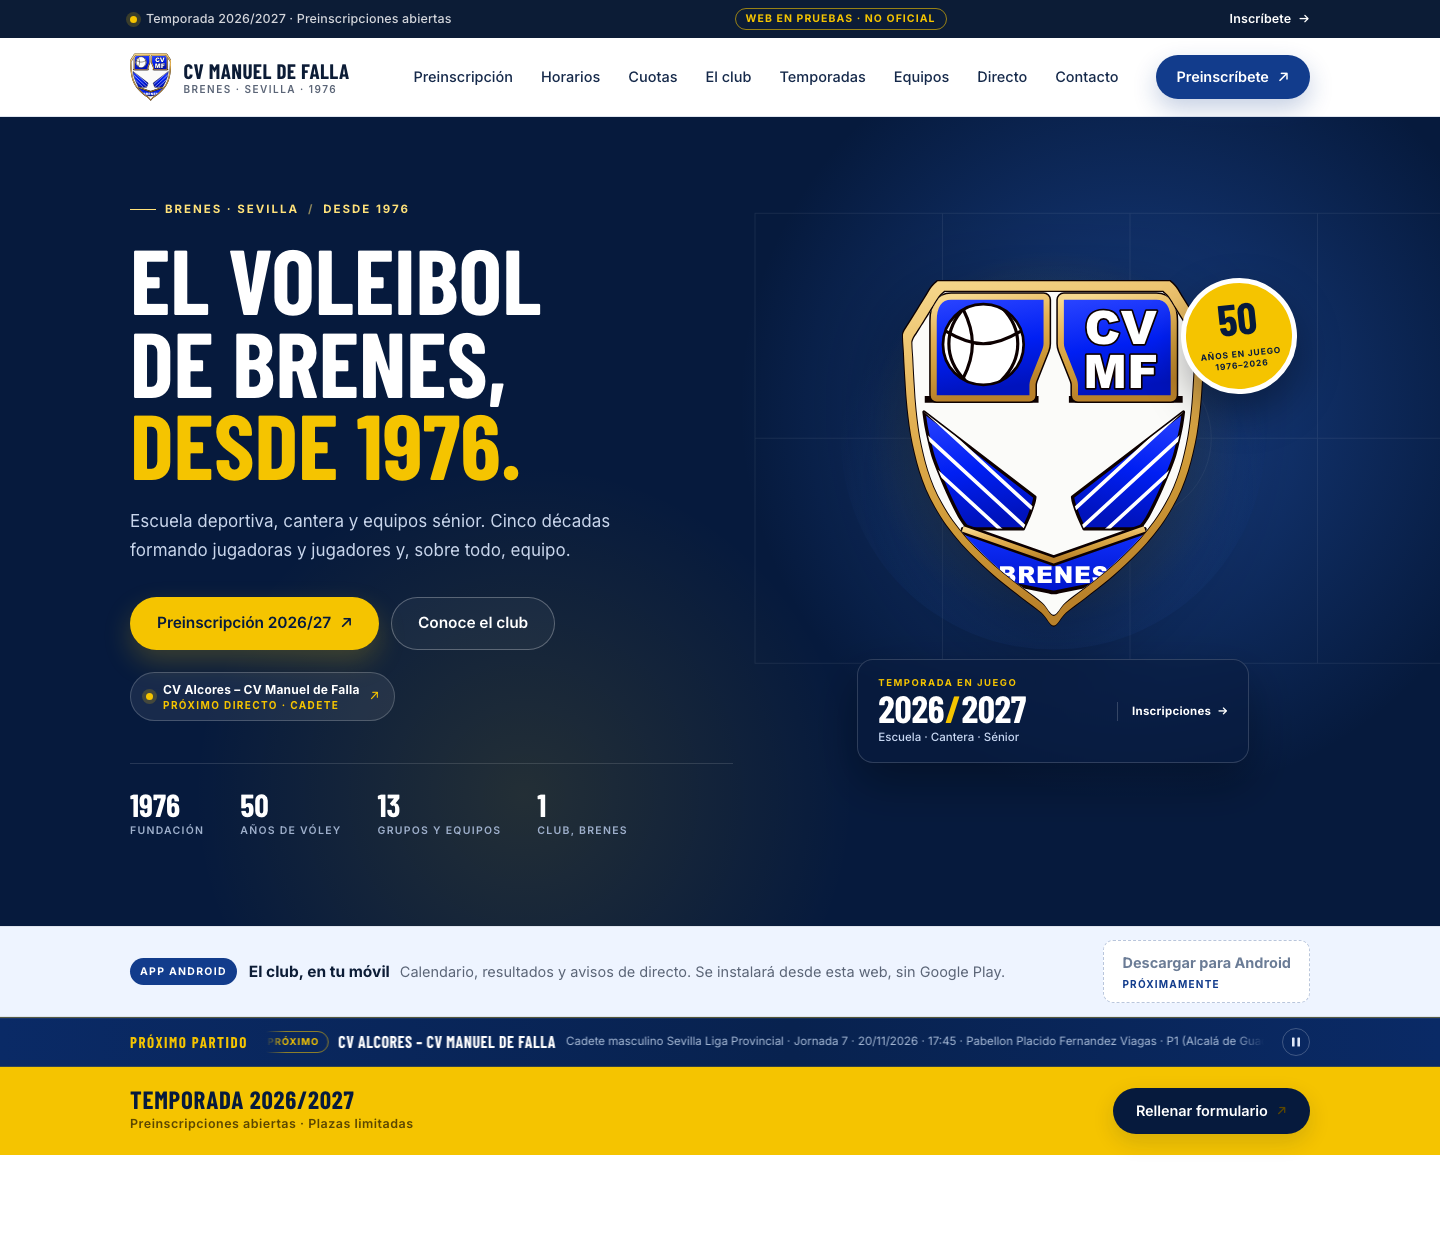 Temporada 2026/2027 · Preinscripciones abiertas
WEB EN PRUEBAS · NO OFICIAL
Inscríbete →
CV MF
CV MANUEL DE FALLA
BRENES · SEVILLA · 1976
Preinscripción
Horarios
Cuotas
El club
Temporadas
Equipos
Directo
Contacto
Preinscríbete ↗
BRENES · SEVILLA / DESDE 1976
EL VOLEIBOL
DE BRENES,
DESDE 1976.
Escuela deportiva, cantera y equipos sénior. Cinco décadas
formando jugadoras y jugadores y, sobre todo, equipo.
Preinscripción 2026/27 ↗
Conoce el club
CV Alcores – CV Manuel de Falla ↗
PRÓXIMO DIRECTO · CADETE
1976
FUNDACIÓN
50
AÑOS DE VÓLEY
13
GRUPOS Y EQUIPOS
1
CLUB, BRENES
CV
MF
BRENES
50
AÑOS EN JUEGO
1976–2026
TEMPORADA EN JUEGO
2026/2027
Escuela · Cantera · Sénior
Inscripciones →
APP ANDROID
El club, en tu móvil
Calendario, resultados y avisos de directo. Se instalará desde esta web, sin Google Play.
Descargar para Android
PRÓXIMAMENTE
PRÓXIMO PARTIDO
PRÓXIMO
CV ALCORES – CV MANUEL DE FALLA
Cadete masculino Sevilla Liga Provincial · Jornada 7 · 20/11/2026 · 17:45 · Pabellon Placido Fernandez Viagas · P1 (Alcalá de
TEMPORADA 2026/2027
Preinscripciones abiertas · Plazas limitadas
Rellenar formulario ↗